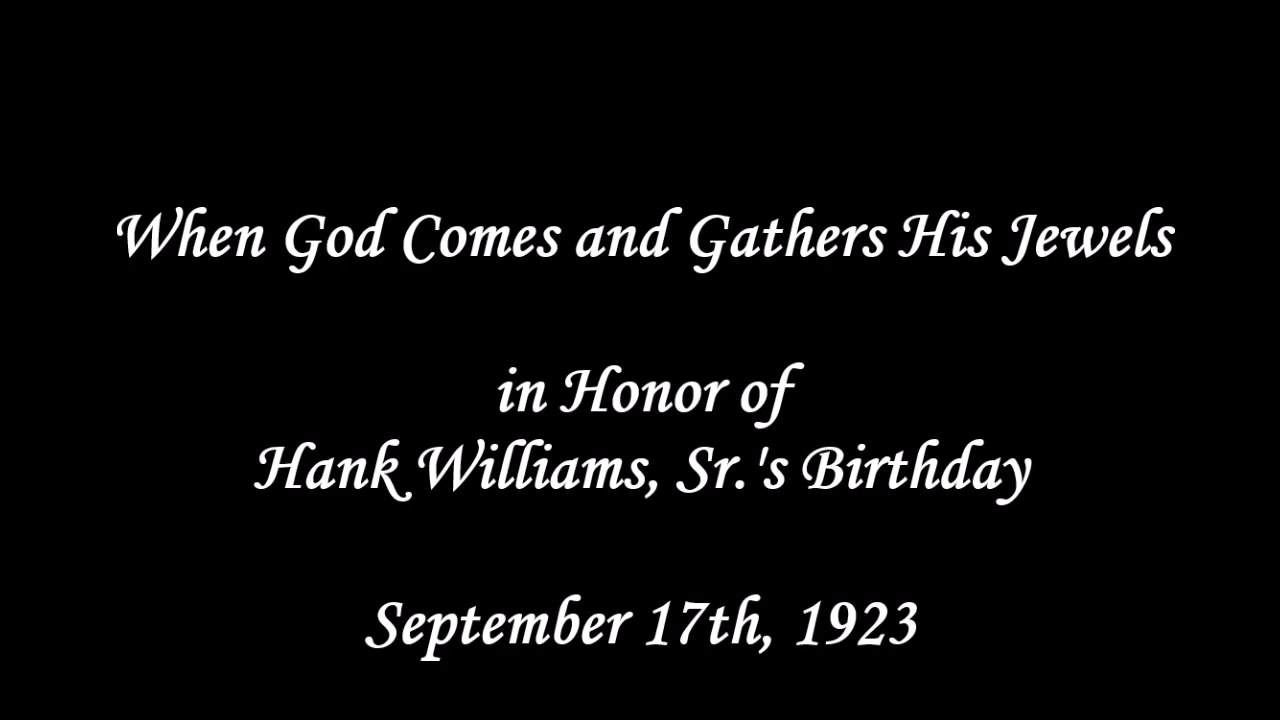 When God Comes and Gathers His Jewels
in Honor of
Hank Williams, Sr.'s Birthday
September 17th, 1923